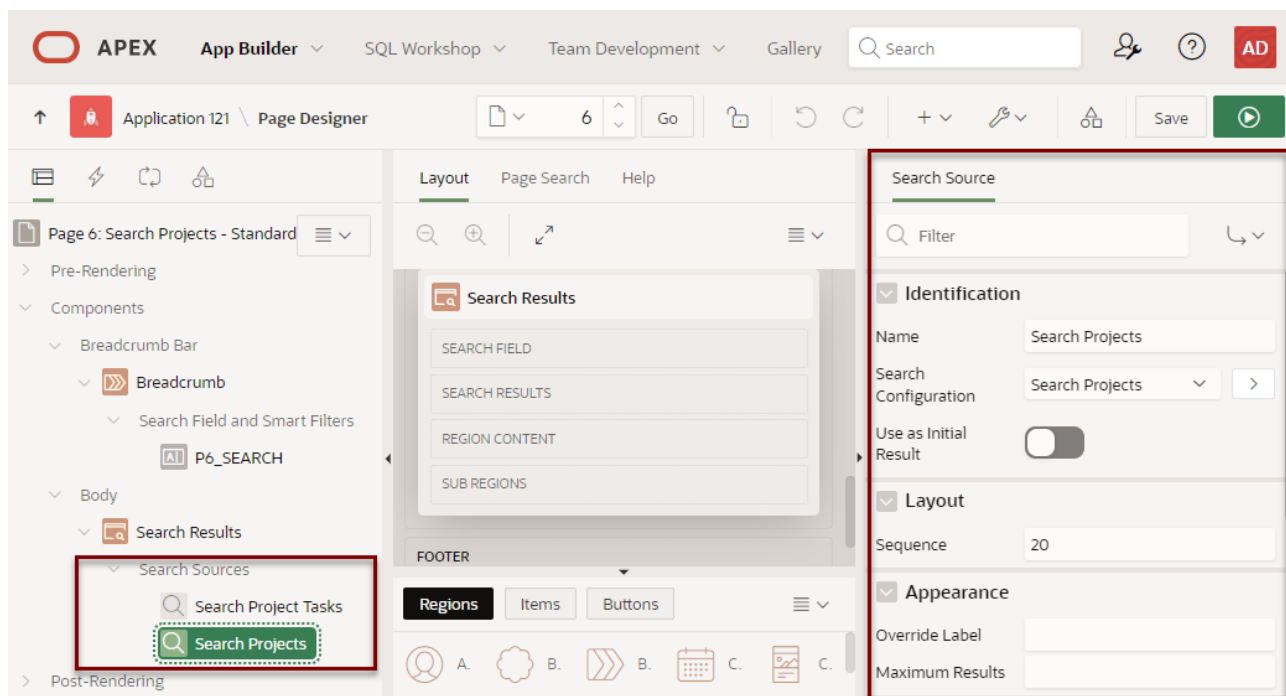 APEX App Builder SQL Workshop Team Development Gallery Search AD
Application 121 \ Page Designer 6 Go Save
Layout Page Search Help
Search Source
Page 6: Search Projects - Standard
Filter
Pre-Rendering
Components
Breadcrumb Bar
Breadcrumb
Search Field and Smart Filters
P6_SEARCH
Body
Search Results
Search Sources
Search Project Tasks
Search Projects
Post-Rendering
Search Results
SEARCH FIELD
SEARCH RESULTS
REGION CONTENT
SUB REGIONS
FOOTER
Regions Items Buttons
A. B. B. C. C.
Identification
Name Search Projects
Search Configuration Search Projects
Use as Initial Result
Layout
Sequence 20
Appearance
Override Label
Maximum Results